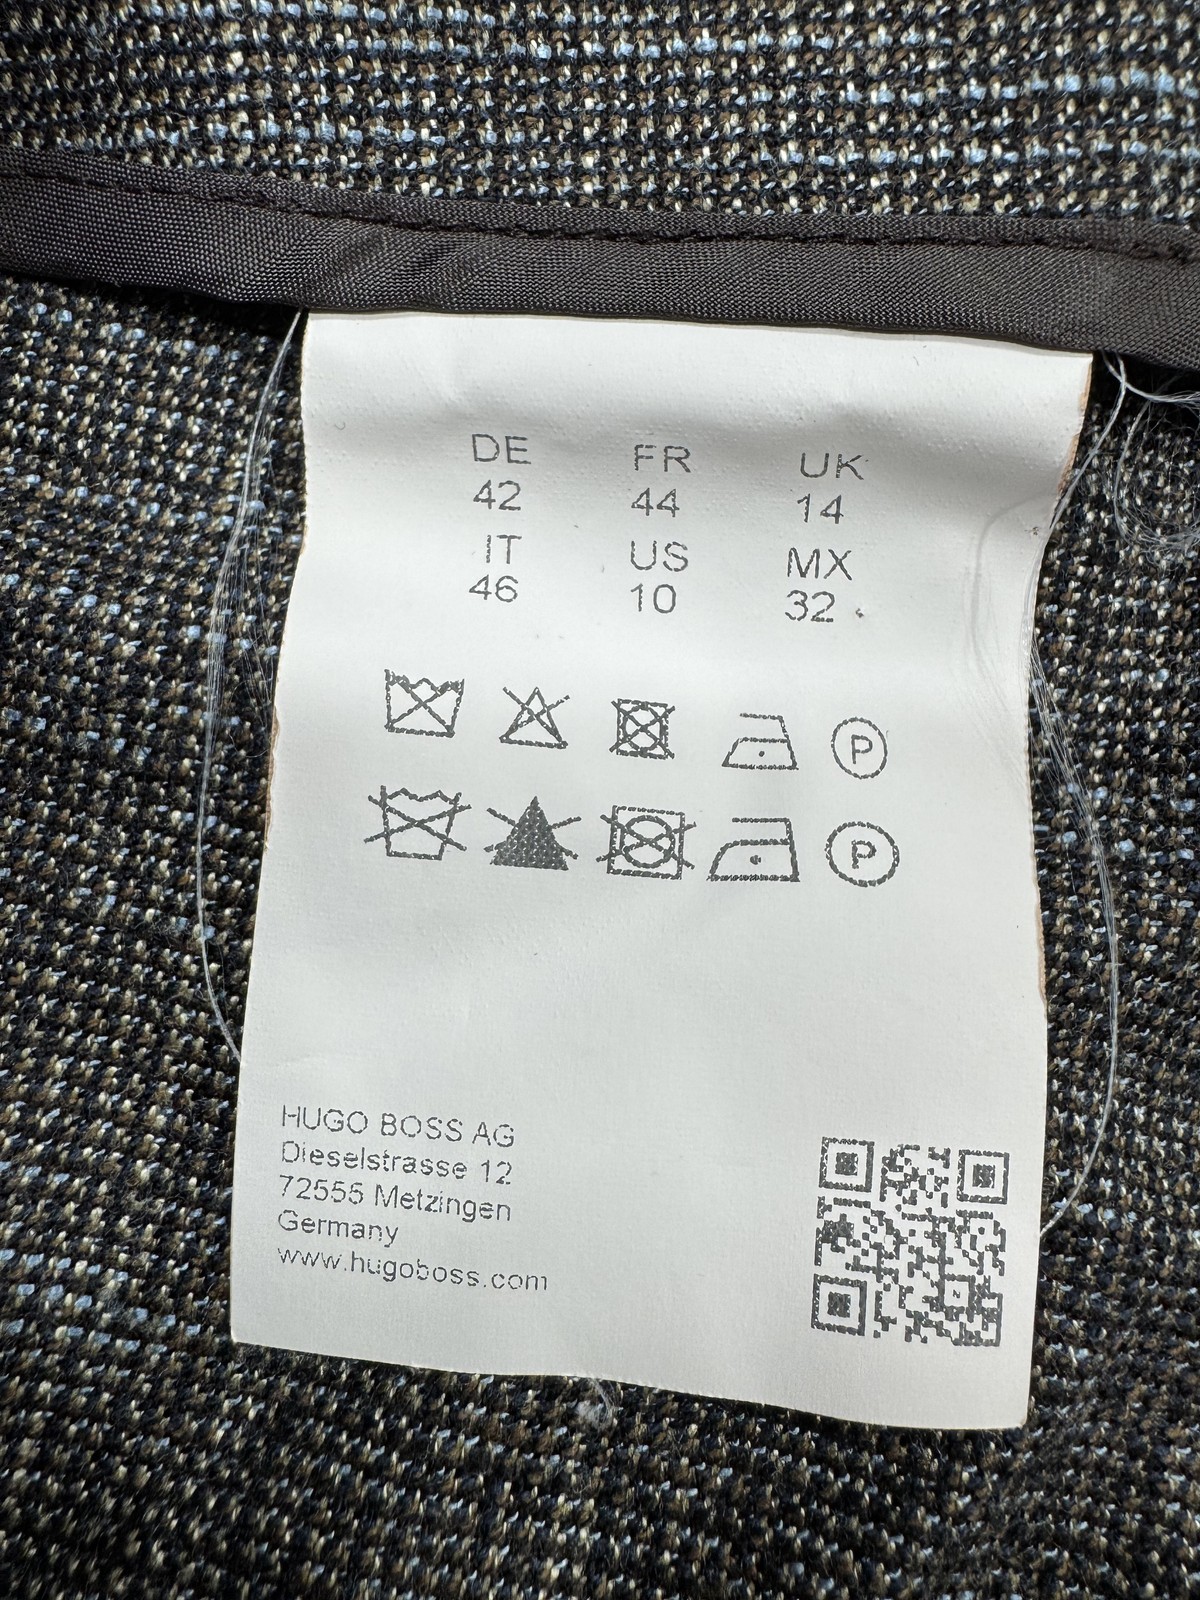 DE FR UK
42 44 14
IT US MX
46 10 32
P
P
HUGO BOSS AG
Dieselstrasse 12
72555 Metzingen
Germany
www.hugoboss.com